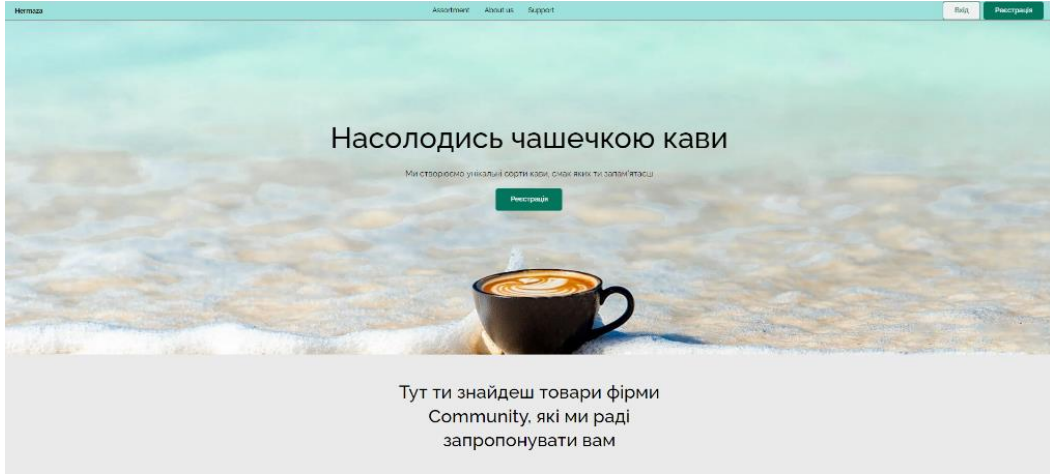 Hermaza
Assortment About us Support
Вхід Реєстрація
Насолодись чашечкою кави
Ми створюємо унікальні сорти кави, смак яких ти запам'ятаєш
Реєстрація
Тут ти знайдеш товари фірми
Community, які ми раді
запропонувати вам